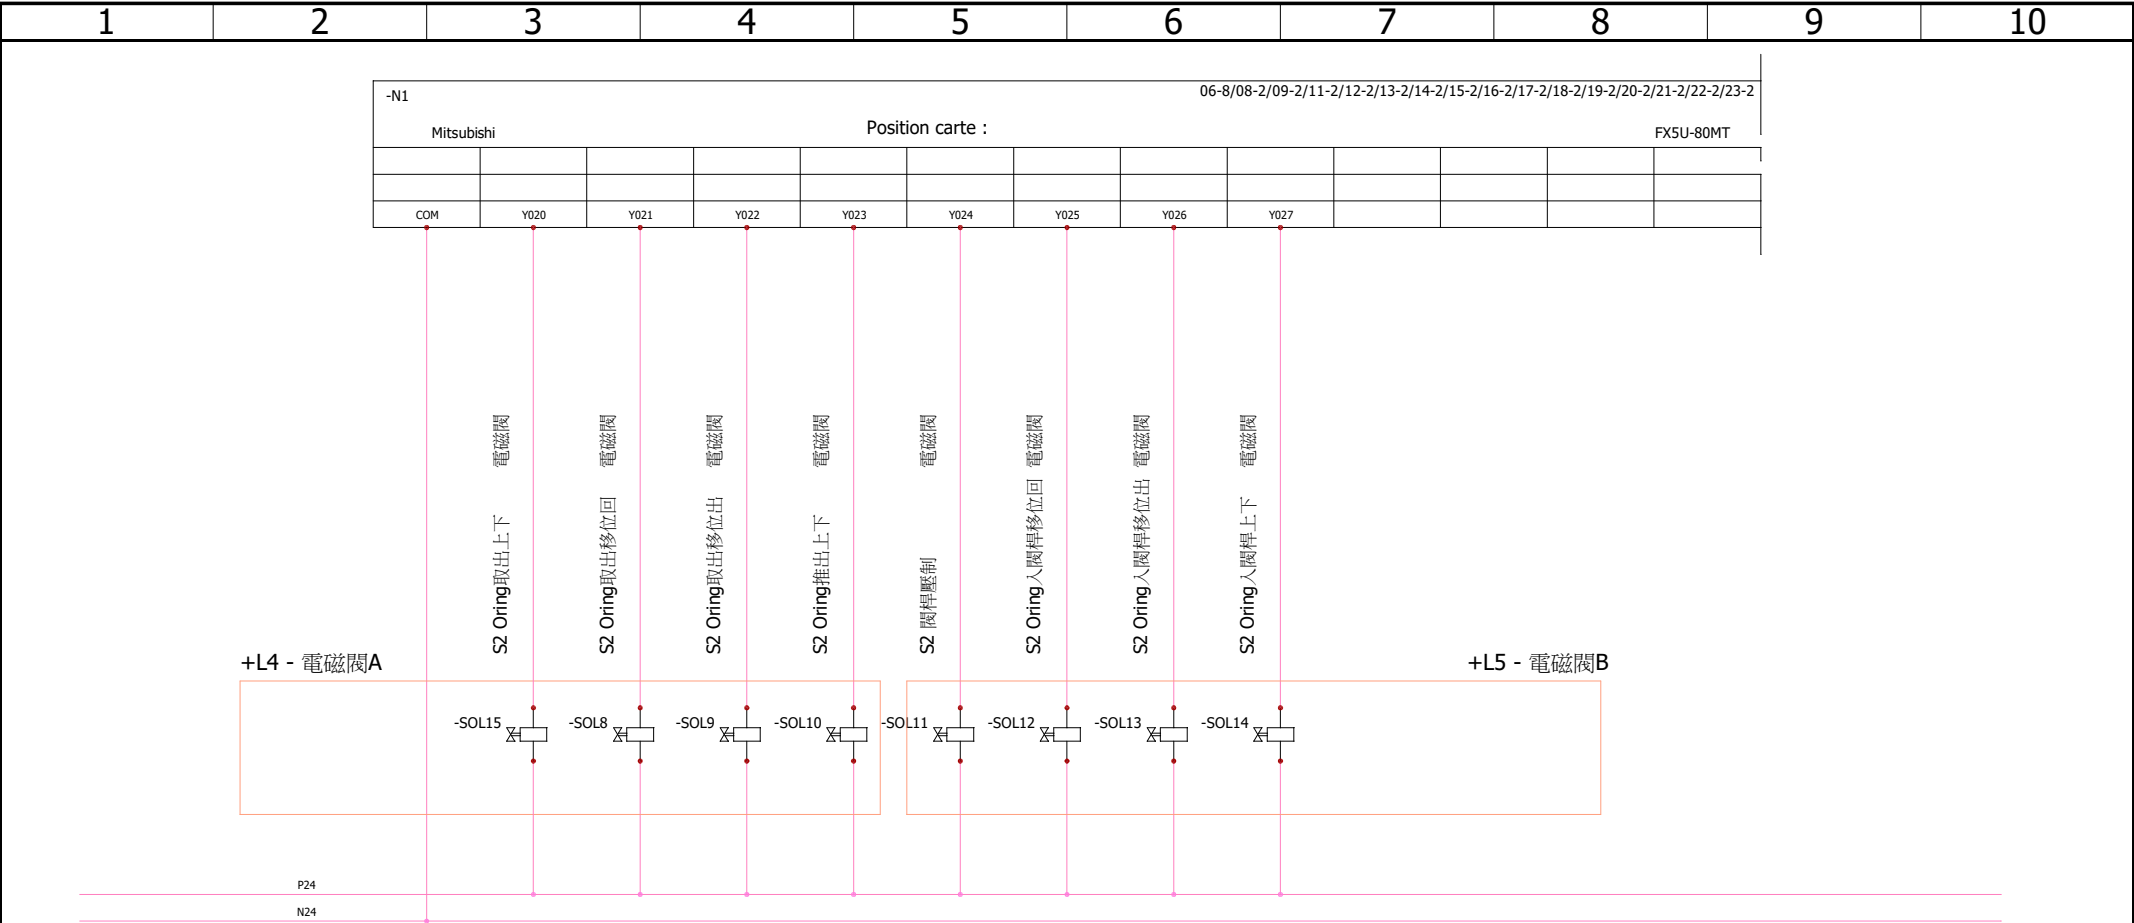 1 2 3 4 5 6 7 8 9 10
-N1 06-8/08-2/09-2/11-2/12-2/13-2/14-2/15-2/16-2/17-2/18-2/19-2/20-2/21-2/22-2/23-2
Mitsubishi Position carte : FX5U-80MT
COM Y020 Y021 Y022 Y023 Y024 Y025 Y026 Y027
S2 Oring取出上下 電磁閥
S2 Oring取出移位回 電磁閥
S2 Oring取出移位出 電磁閥
S2 Oring推出上下 電磁閥
S2 閥桿壓制 電磁閥
S2 Oring入閥桿移位回 電磁閥
S2 Oring入閥桿移位出 電磁閥
S2 Oring入閥桿上下 電磁閥
+L4 - 電磁閥A +L5 - 電磁閥B
-SOL15 -SOL8 -SOL9 -SOL10 -SOL11 -SOL12 -SOL13 -SOL14
P24
N24